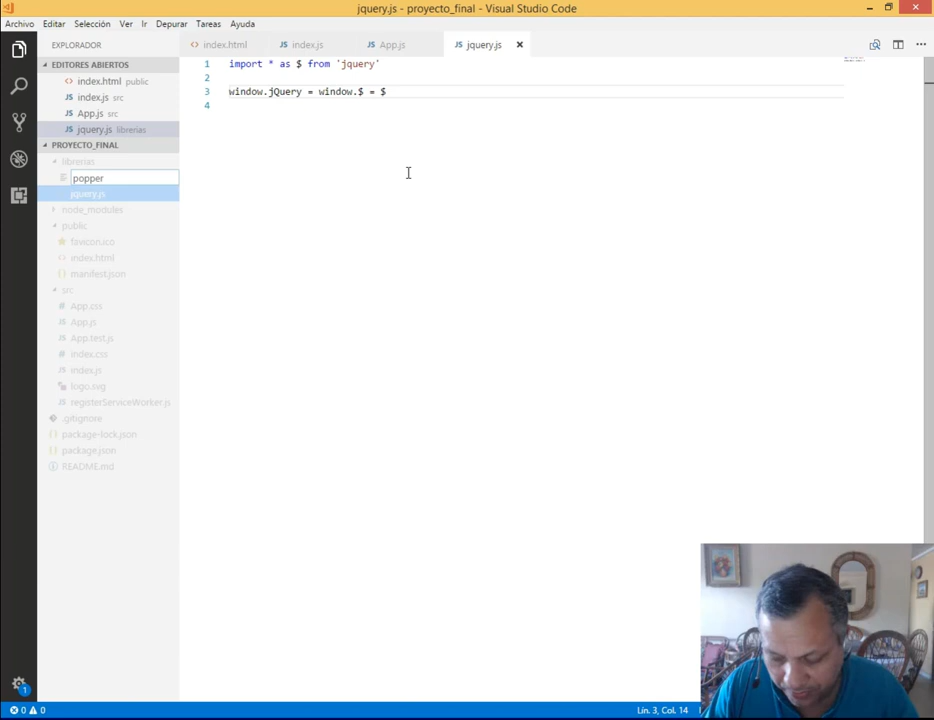 jquery.js - proyecto_final - Visual Studio Code
Archivo Editar Selección Ver Ir Depurar Tareas Ayuda
EXPLORADOR
index.html
index.js
App.js
jquery.js
EDITORES ABIERTOS
index.html public
index.js src
App.js src
jquery.js librerias
PROYECTO_FINAL
librerias
popper
jquery.js
node_modules
public
favicon.ico
index.html
manifest.json
src
App.css
App.js
App.test.js
index.css
index.js
logo.svg
registerServiceWorker.js
.gitignore
package-lock.json
package.json
README.md
1 import * as $ from 'jquery'
2
3 window.jQuery = window.$ = $
4
1
0 0
Lín. 3, Col. 14